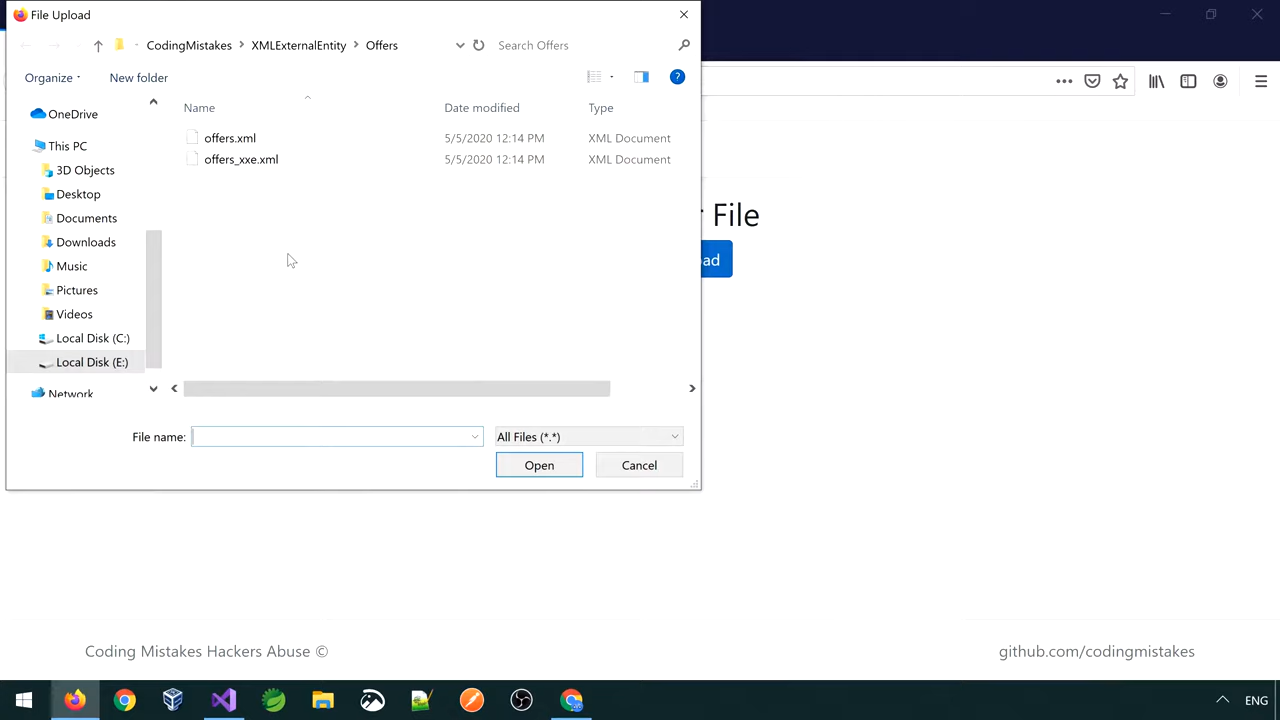 File Upload
CodingMistakes > XMLExternalEntity > Offers
Search Offers
Organize
New folder
Name
Date modified
Type
offers.xml
5/5/2020 12:14 PM
XML Document
offers_xxe.xml
5/5/2020 12:14 PM
XML Document
OneDrive
This PC
3D Objects
Desktop
Documents
Downloads
Music
Pictures
Videos
Local Disk (C:)
Local Disk (E:)
Network
File name:
All Files (*.*)
Open
Cancel
File
Coding Mistakes Hackers Abuse ©
github.com/codingmistakes
ENG